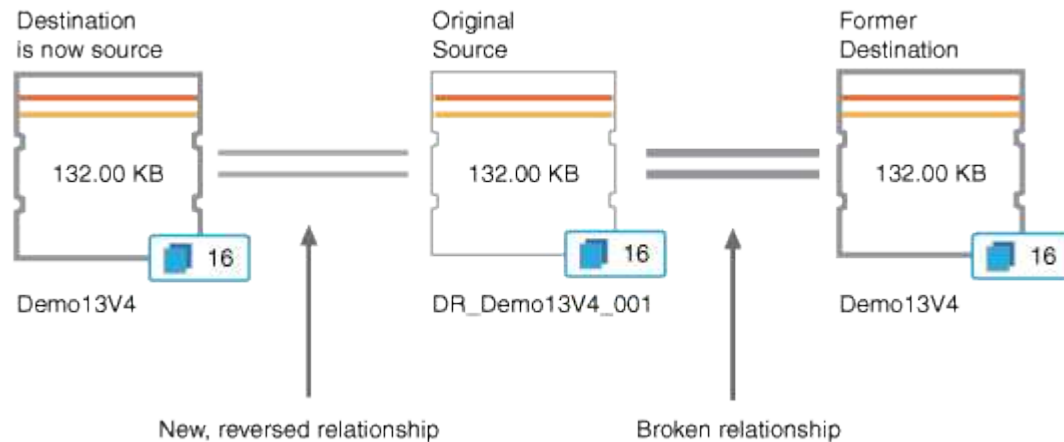 Destination
is now source
Original
Source
Former
Destination
132.00 KB
132.00 KB
132.00 KB
16
16
16
Demo13V4
DR_Demo13V4_001
Demo13V4
New, reversed relationship
Broken relationship